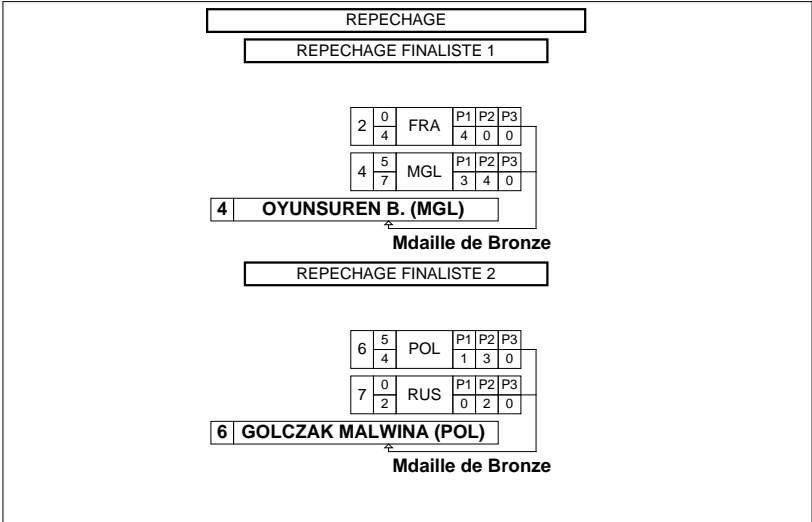 REPECHAGE
REPECHAGE FINALISTE 1
2 0 FRA P1 P2 P3
4 4 0 0
4 5 MGL P1 P2 P3
7 3 4 0
4 OYUNSUREN B. (MGL)
Mdaille de Bronze
REPECHAGE FINALISTE 2
6 5 POL P1 P2 P3
4 1 3 0
7 0 RUS P1 P2 P3
2 0 2 0
6 GOLCZAK MALWINA (POL)
Mdaille de Bronze